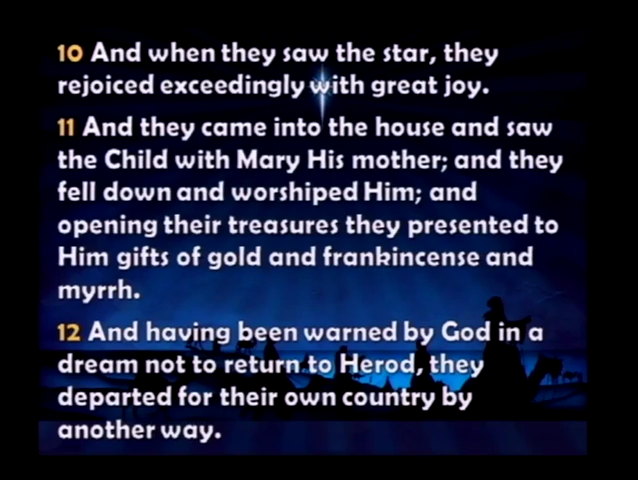 10 And when they saw the star, they
rejoiced exceedingly with great joy.
11 And they came into the house and saw
the Child with Mary His mother; and they
fell down and worshiped Him; and
opening their treasures they presented to
Him gifts of gold and frankincense and
myrrh.
12 And having been warned by God in a
dream not to return to Herod, they
departed for their own country by
another way.